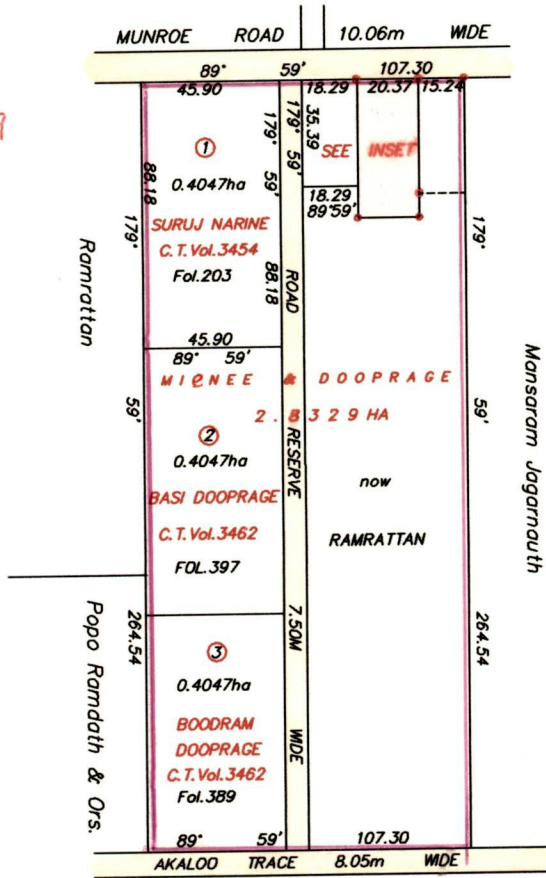 MUNROE ROAD 10.06m WIDE
89° 59' 107.30
45.90 18.29 20.37 15.24
179° 59' 88.18
179° 59'
35.39
SEE INSET
18.29
89°59'
①
0.4047ha
SURUJ NARINE
C.T.Vol.3454
Fol.203
88.18
179° 59' 264.54
Ramrattan
45.90
89° 59'
MIENEE & DOOPRAGE
2.8329HA
②
0.4047ha
BASI DOOPRAGE
C.T.Vol.3462
FOL.397
now
RAMRATTAN
ROAD RESERVE 7.50M WIDE
179° 59' 264.54
Mansaram Jagarnauth
Popo Ramdath & Ors.
③
0.4047ha
BOODRAM
DOOPRAGE
C.T.Vol.3462
Fol.389
89° 59' 107.30
AKALOO TRACE 8.05m WIDE